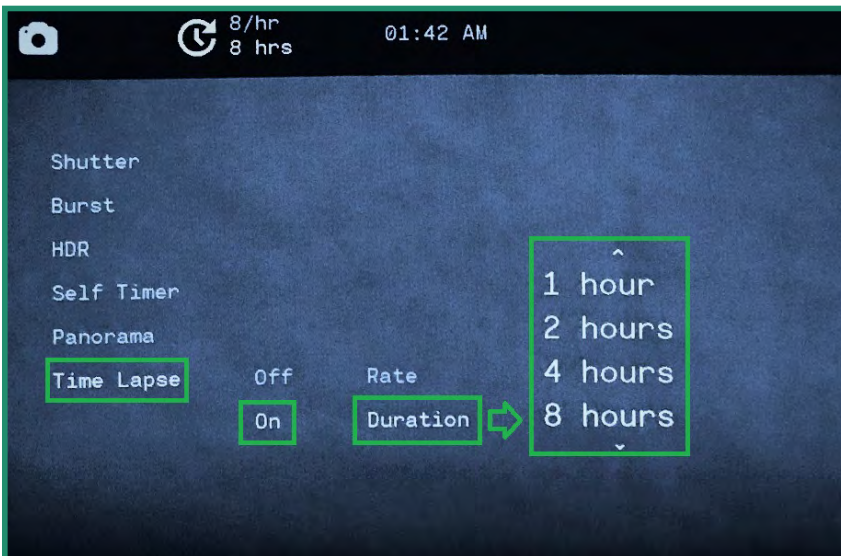 8/hr
8 hrs
01:42 AM
Shutter
Burst
HDR
Self Timer
Panorama
Time Lapse
Off
On
Rate
Duration
1 hour
2 hours
4 hours
8 hours